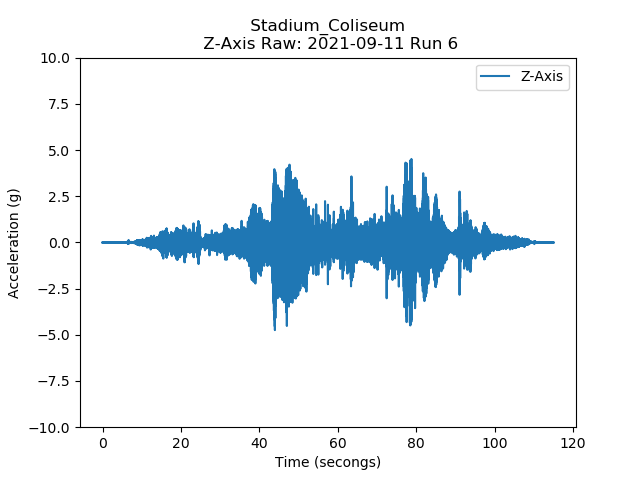 Stadium_Coliseum
Z-Axis Raw: 2021-09-11 Run 6
10.0
7.5
5.0
2.5
0.0
−2.5
−5.0
−7.5
−10.0
Acceleration (g)
Z-Axis
0 20 40 60 80 100 120
Time (secongs)